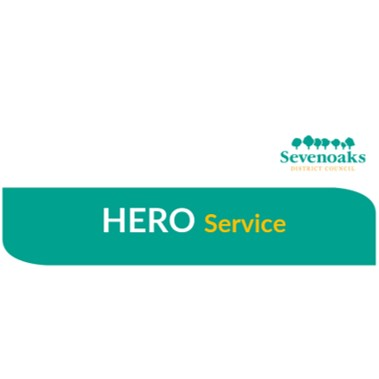 Sevenoaks
DISTRICT COUNCIL
HERO Service